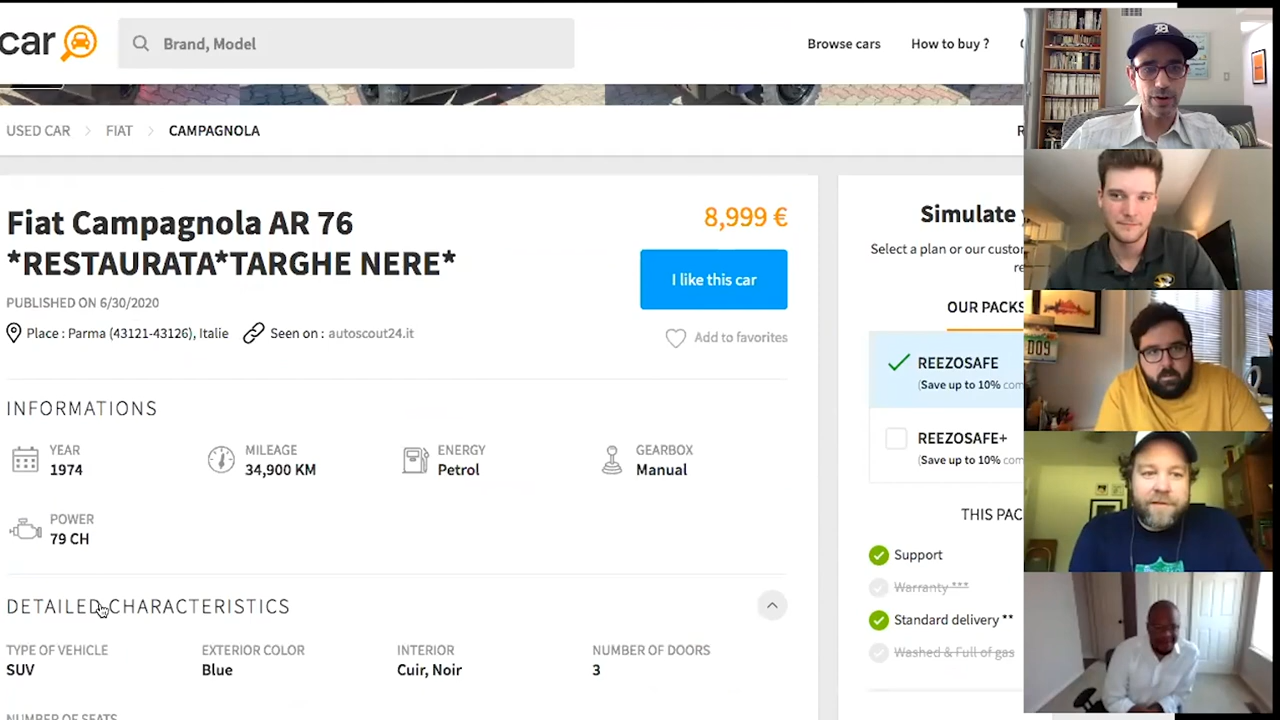 car
Brand, Model
Browse cars
How to buy ?
USED CAR
FIAT
CAMPAGNOLA
Fiat Campagnola AR 76
*RESTAURATA*TARGHE NERE*
8,999 €
I like this car
PUBLISHED ON 6/30/2020
Place : Parma (43121-43126), Italie
Seen on : autoscout24.it
Add to favorites
INFORMATIONS
YEAR
1974
MILEAGE
34,900 KM
ENERGY
Petrol
GEARBOX
Manual
POWER
79 CH
DETAILED CHARACTERISTICS
TYPE OF VEHICLE
SUV
EXTERIOR COLOR
Blue
INTERIOR
Cuir, Noir
NUMBER OF DOORS
3
NUMBER OF SEATS
Simulate
Select a plan or our
OUR PACKS
REEZOSAFE
(Save up to 10%
REEZOSAFE+
(Save up to 10%
THIS
Support
Warranty ***
Standard delivery **
Washed & Full of gas
D09
D